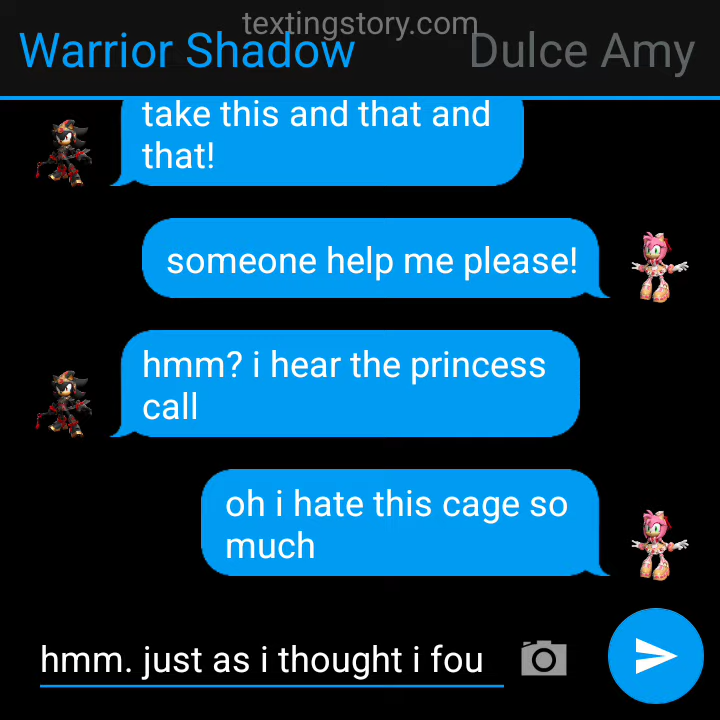 textingstory.com
Warrior Shadow
Dulce Amy
take this and that and
that!
someone help me please!
hmm? i hear the princess
call
oh i hate this cage so
much
hmm. just as i thought i fou